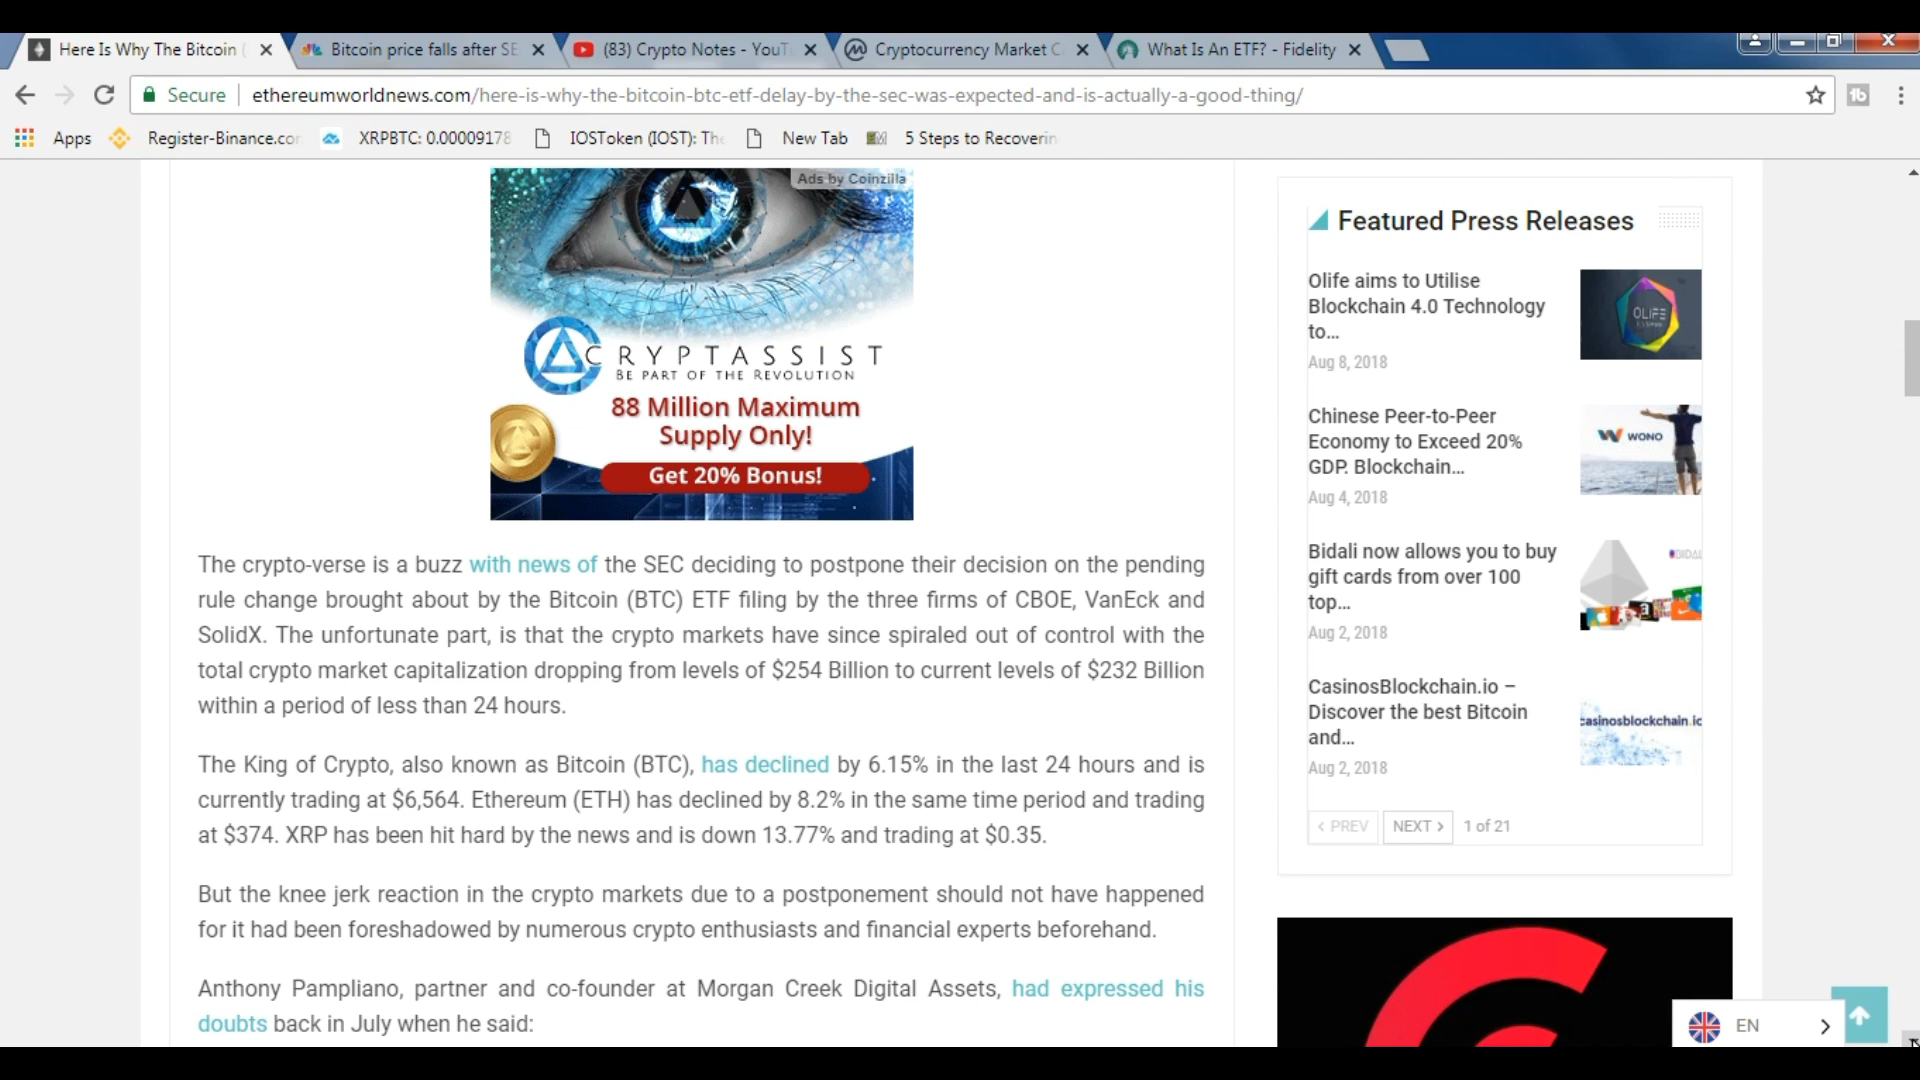 Here Is Why The Bitcoin (
Bitcoin price falls after SE
(83) Crypto Notes - YouT
Cryptocurrency Market C
What Is An ETF? - Fidelity
Secure
ethereumworldnews.com/here-is-why-the-bitcoin-btc-etf-delay-by-the-sec-was-expected-and-is-actually-a-good-thing/
Apps
Register-Binance.com
XRPBTC: 0.00009178
IOSToken (IOST): The
New Tab
5 Steps to Recoverin
Ads by Coinzilla
CRYPTASSIST
BE PART OF THE REVOLUTION
88 Million Maximum
Supply Only!
Get 20% Bonus!
The crypto-verse is a buzz with news of the SEC deciding to postpone their decision on the pending
rule change brought about by the Bitcoin (BTC) ETF filing by the three firms of CBOE, VanEck and
SolidX. The unfortunate part, is that the crypto markets have since spiraled out of control with the
total crypto market capitalization dropping from levels of $254 Billion to current levels of $232 Billion
within a period of less than 24 hours.
The King of Crypto, also known as Bitcoin (BTC), has declined by 6.15% in the last 24 hours and is
currently trading at $6,564. Ethereum (ETH) has declined by 8.2% in the same time period and trading
at $374. XRP has been hit hard by the news and is down 13.77% and trading at $0.35.
But the knee jerk reaction in the crypto markets due to a postponement should not have happened
for it had been foreshadowed by numerous crypto enthusiasts and financial experts beforehand.
Anthony Pampliano, partner and co-founder at Morgan Creek Digital Assets, had expressed his
doubts back in July when he said:
Featured Press Releases
Olife aims to Utilise
Blockchain 4.0 Technology
to...
Aug 8, 2018
OLIFE
Chinese Peer-to-Peer
Economy to Exceed 20%
GDP. Blockchain...
Aug 4, 2018
WONO
Bidali now allows you to buy
gift cards from over 100
top...
Aug 2, 2018
BIDAL
CasinosBlockchain.io –
Discover the best Bitcoin
and...
Aug 2, 2018
casinosblockchain.io
PREV
NEXT
1 of 21
EN